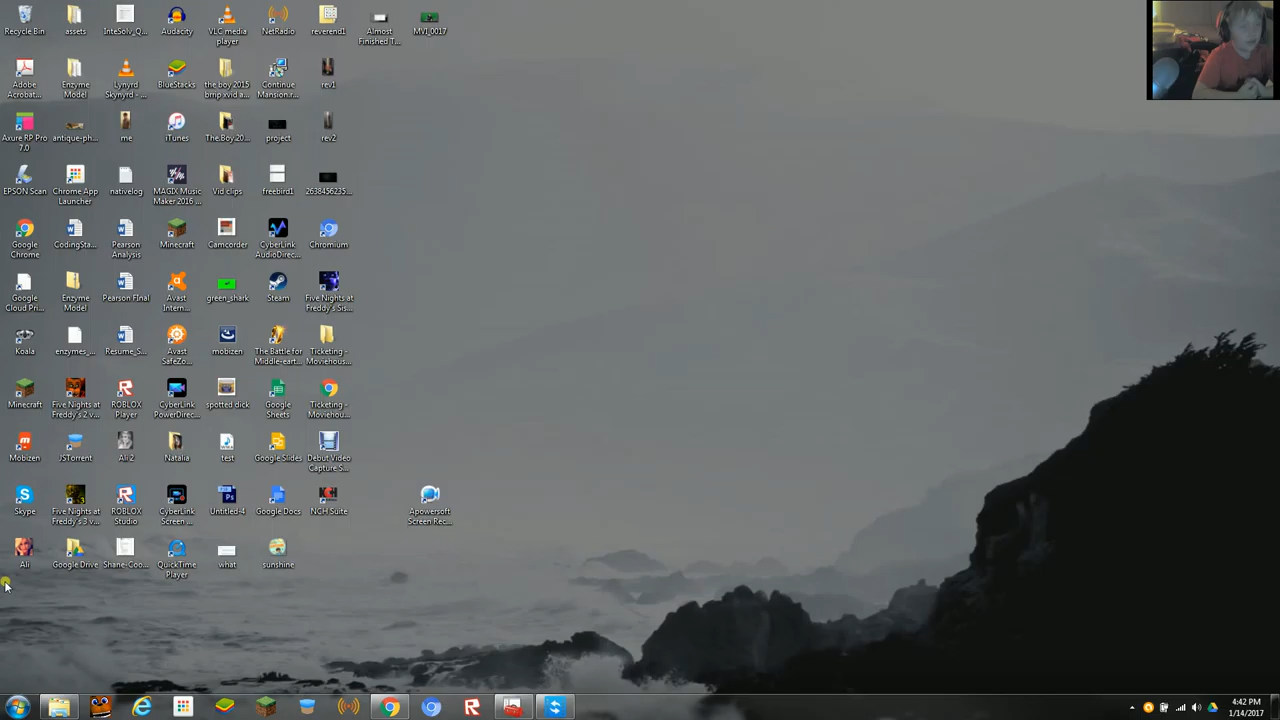 Recycle Bin
assets
InteSolv_Q...
Audacity
VLC media
player
NetRadio
reverend1
Almost
Finished T...
MVI_0017
Adobe
Acrobat...
Enzyme
Model
Lynyrd
Skynyrd - ...
BlueStacks
the boy 2015
bmp xvid a...
Continue
Mansion.r...
rev1
Axure RP Pro
7.0
antique-ph...
me
iTunes
The.Boy.20...
project
rev2
EPSON Scan
Chrome App
Launcher
nativelog
MAGIX Music
Maker 2016 ...
Vid clips
freebird1
2638456235...
Google
Chrome
CodingSta...
Pearson
Analysis
Minecraft
Camcorder
CyberLink
AudioDirec...
Chromium
Google
Cloud Pri...
Enzyme
Model
Pearson FInal
Avast
Intern...
green_shark
Steam
Five Nights at
Freddy's Sis...
Koala
enzymes_...
Resume_S...
Avast
SafeZo...
mobizen
The Battle for
Middle-eart...
Ticketing -
Moviehous...
Minecraft
Five Nights at
Freddy's 2 v...
ROBLOX
Player
CyberLink
PowerDirec...
spotted dick
Google
Sheets
Ticketing -
Moviehou...
Mobizen
JSTorrent
Ali 2
Natalia
test
Google Slides
Debut Video
Capture S...
Skype
Five Nights at
Freddy's 3 v...
ROBLOX
Studio
CyberLink
Screen ...
Untitled-4
Google Docs
NCH Suite
Apowersoft
Screen Rec...
Ali
Google Drive
Shane-Coo...
QuickTime
Player
what
sunshine
4:42 PM
1/14/2017